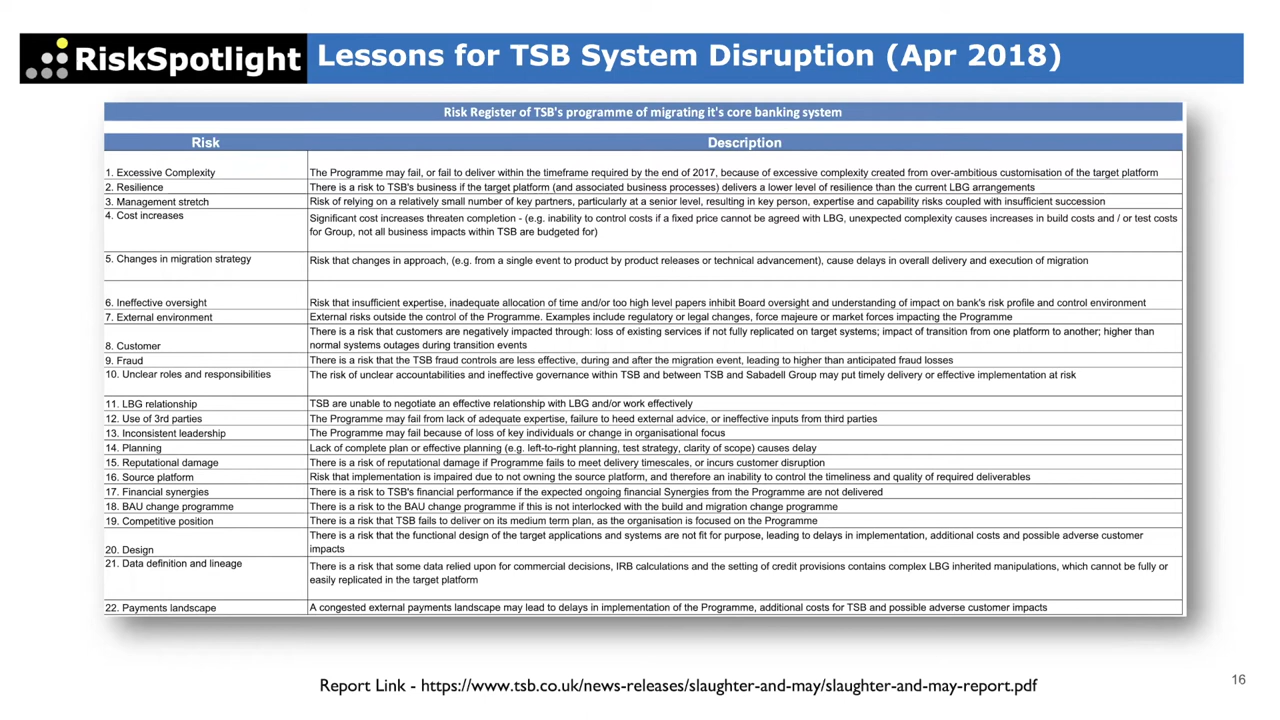 RiskSpotlight
Lessons for TSB System Disruption (Apr 2018)
Risk Register of TSB's programme of migrating it's core banking system
Risk Description
1. Excessive Complexity The Programme may fail, or fail to deliver within the timeframe required by the end of 2017, because of excessive complexity created from over-ambitious customisation of the target platform
2. Resilience There is a risk to TSB's business if the target platform (and associated business processes) delivers a lower level of resilience than the current LBG arrangements
3. Management stretch Risk of relying on a relatively small number of key partners, particularly at a senior level, resulting in key person, expertise and capability risks coupled with insufficient succession
4. Cost increases Significant cost increases threaten completion - (e.g. inability to control costs if a fixed price cannot be agreed with LBG, unexpected complexity causes increases in build costs and / or test costs
for Group, not all business impacts within TSB are budgeted for)
5. Changes in migration strategy Risk that changes in approach, (e.g. from a single event to product by product releases or technical advancement), cause delays in overall delivery and execution of migration
6. Ineffective oversight Risk that insufficient expertise, inadequate allocation of time and/or too high level papers inhibit Board oversight and understanding of impact on bank's risk profile and control environment
7. External environment External risks outside the control of the Programme. Examples include regulatory or legal changes, force majeure or market forces impacting the Programme
There is a risk that customers are negatively impacted through: loss of existing services if not fully replicated on target systems; impact of transition from one platform to another; higher than
8. Customer normal systems outages during transition events
9. Fraud There is a risk that the TSB fraud controls are less effective, during and after the migration event, leading to higher than anticipated fraud losses
10. Unclear roles and responsibilities The risk of unclear accountabilities and ineffective governance within TSB and between TSB and Sabadell Group may put timely delivery or effective implementation at risk
11. LBG relationship TSB are unable to negotiate an effective relationship with LBG and/or work effectively
12. Use of 3rd parties The Programme may fail from lack of adequate expertise, failure to heed external advice, or ineffective inputs from third parties
13. Inconsistent leadership The Programme may fail because of loss of key individuals or change in organisational focus
14. Planning Lack of complete plan or effective planning (e.g. left-to-right planning, test strategy, clarity of scope) causes delay
15. Reputational damage There is a risk of reputational damage if Programme fails to meet delivery timescales, or incurs customer disruption
16. Source platform Risk that implementation is impaired due to not owning the source platform, and therefore an inability to control the timeliness and quality of required deliverables
17. Financial synergies There is a risk to TSB's financial performance if the expected ongoing financial Synergies from the Programme are not delivered
18. BAU change programme There is a risk to the BAU change programme if this is not interlocked with the build and migration change programme
19. Competitive position There is a risk that TSB fails to deliver on its medium term plan, as the organisation is focused on the Programme
There is a risk that the functional design of the target applications and systems are not fit for purpose, leading to delays in implementation, additional costs and possible adverse customer
20. Design impacts
21. Data definition and lineage There is a risk that some data relied upon for commercial decisions, IRB calculations and the setting of credit provisions contains complex LBG inherited manipulations, which cannot be fully or
easily replicated in the target platform
22. Payments landscape A congested external payments landscape may lead to delays in implementation of the Programme, additional costs for TSB and possible adverse customer impacts
Report Link - https://www.tsb.co.uk/news-releases/slaughter-and-may/slaughter-and-may-report.pdf
16